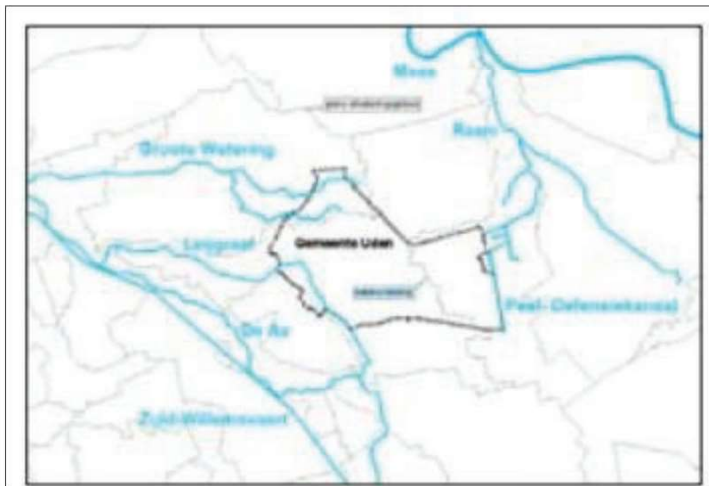 Maas
Raam
Groote Wetering
Leijgraaf
Gemeente Uden
Peel-Defensiekanaal
De Aa
Zuid-Willemsvaart